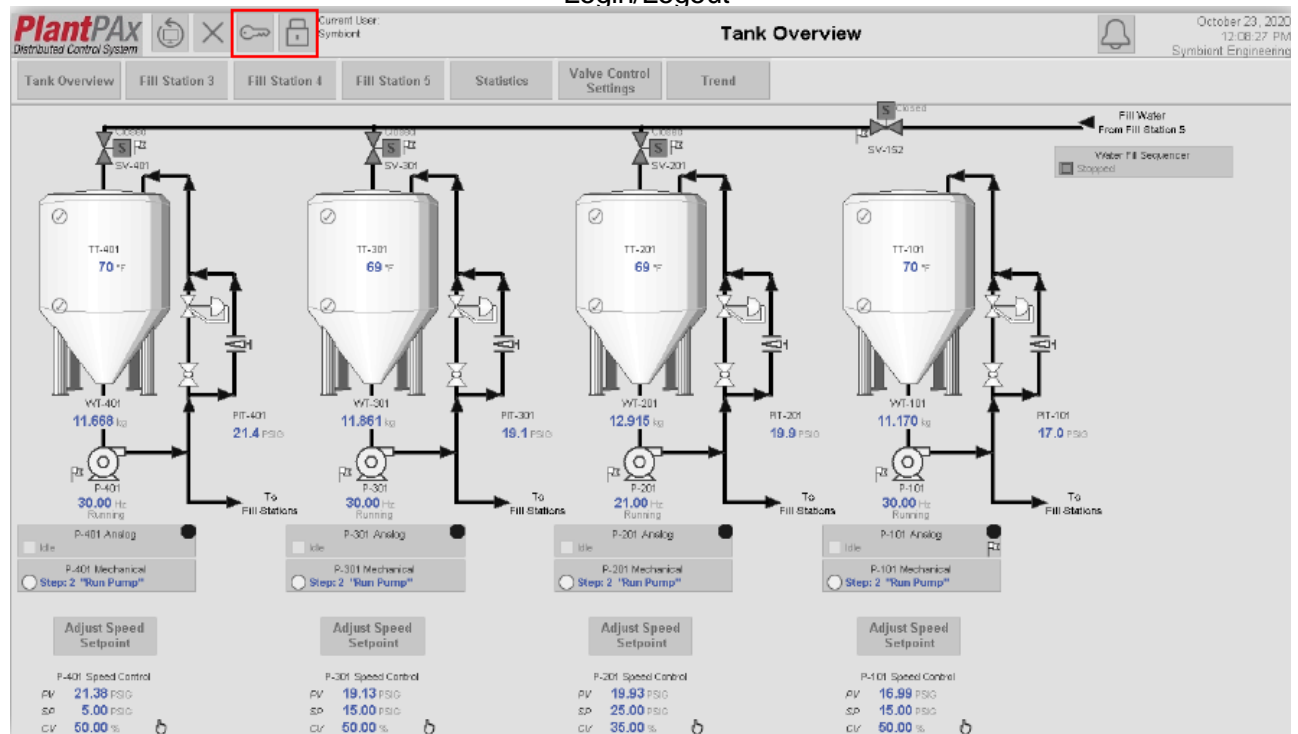 Login/Logout
PlantPAx
Distributed Control System
Current User:
Symbiont
Tank Overview
October 23, 2020
12:08:27 PM
Symbiont Engineering
Tank Overview
Fill Station 3
Fill Station 4
Fill Station 5
Statistics
Valve Control
Settings
Trend
Closed
S
SV-401
Closed
S
SV-301
Closed
S
SV-201
S
Closed
SV-152
Fill Water
From Fill Station 5
Water Fill Sequencer
Stopped
TT-401
70 °F
TT-301
69 °F
TT-201
69 °F
TT-101
70 °F
WT-401
11.668 kg
PIT-401
21.4 PSIG
WT-301
11.861 kg
PIT-301
19.1 PSIG
WT-201
12.915 kg
PIT-201
19.9 PSIG
WT-101
11.170 kg
PIT-101
17.0 PSIG
P-401
30.00 Hz
Running
To
Fill Stations
P-301
30.00 Hz
Running
To
Fill Stations
P-201
21.00 Hz
Running
To
Fill Stations
P-101
30.00 Hz
Running
To
Fill Stations
P-401 Analog
Idle
P-301 Analog
Idle
P-201 Analog
Idle
P-101 Analog
Idle
P-401 Mechanical
Step: 2 "Run Pump"
P-301 Mechanical
Step: 2 "Run Pump"
P-201 Mechanical
Step: 2 "Run Pump"
P-101 Mechanical
Step: 2 "Run Pump"
Adjust Speed
Setpoint
Adjust Speed
Setpoint
Adjust Speed
Setpoint
Adjust Speed
Setpoint
P-401 Speed Control
PV 21.38 PSIG
SP 5.00 PSIG
CV 50.00 %
P-301 Speed Control
PV 19.13 PSIG
SP 15.00 PSIG
CV 50.00 %
P-201 Speed Control
PV 19.93 PSIG
SP 25.00 PSIG
CV 35.00 %
P-101 Speed Control
PV 16.99 PSIG
SP 15.00 PSIG
CV 50.00 %